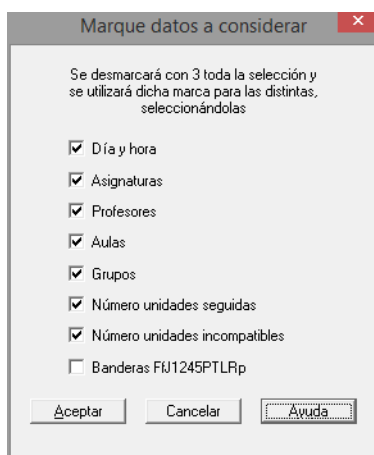 Marque datos a considerar
Se desmarcará con 3 toda la selección y
se utilizará dicha marca para las distintas,
seleccionándolas
Día y hora
Asignaturas
Profesores
Aulas
Grupos
Número unidades seguidas
Número unidades incompatibles
Banderas FfJ1245PTLRp
Aceptar
Cancelar
Ayuda